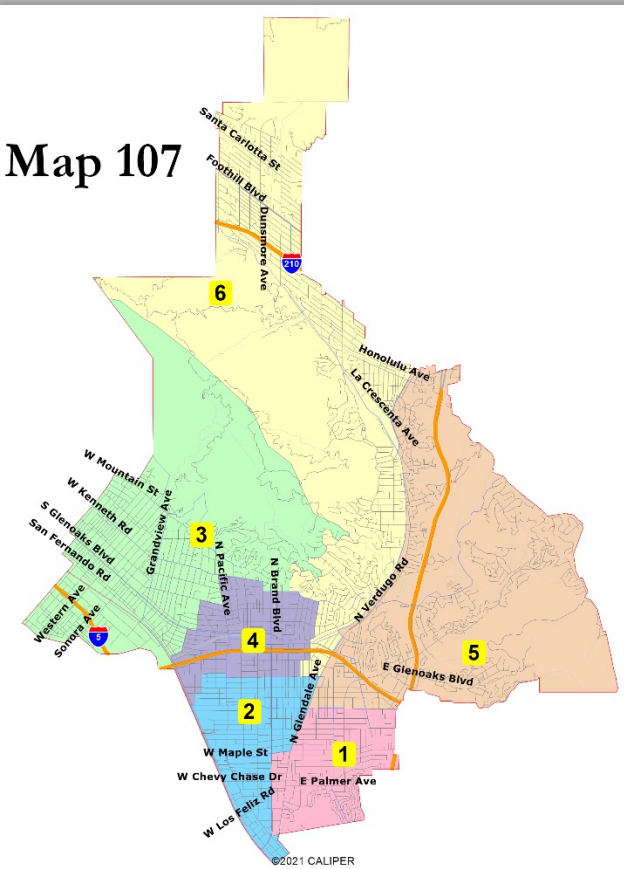 Map 107
Santa Carlotta St
Foothill Blvd
Dunsmore Ave
210
6
Honolulu Ave
La Crescenta Ave
W Mountain St
W Kenneth Rd
S Glenoaks Blvd
San Fernando Rd
Grandview Ave
3
N Pacific Ave
N Brand Blvd
N Verdugo Rd
Western Ave
Sonora Ave
5
4
5
E Glenoaks Blvd
N Glendale Ave
2
W Maple St
1
W Chevy Chase Dr
E Palmer Ave
W Los Feliz Rd
©2021 CALIPER